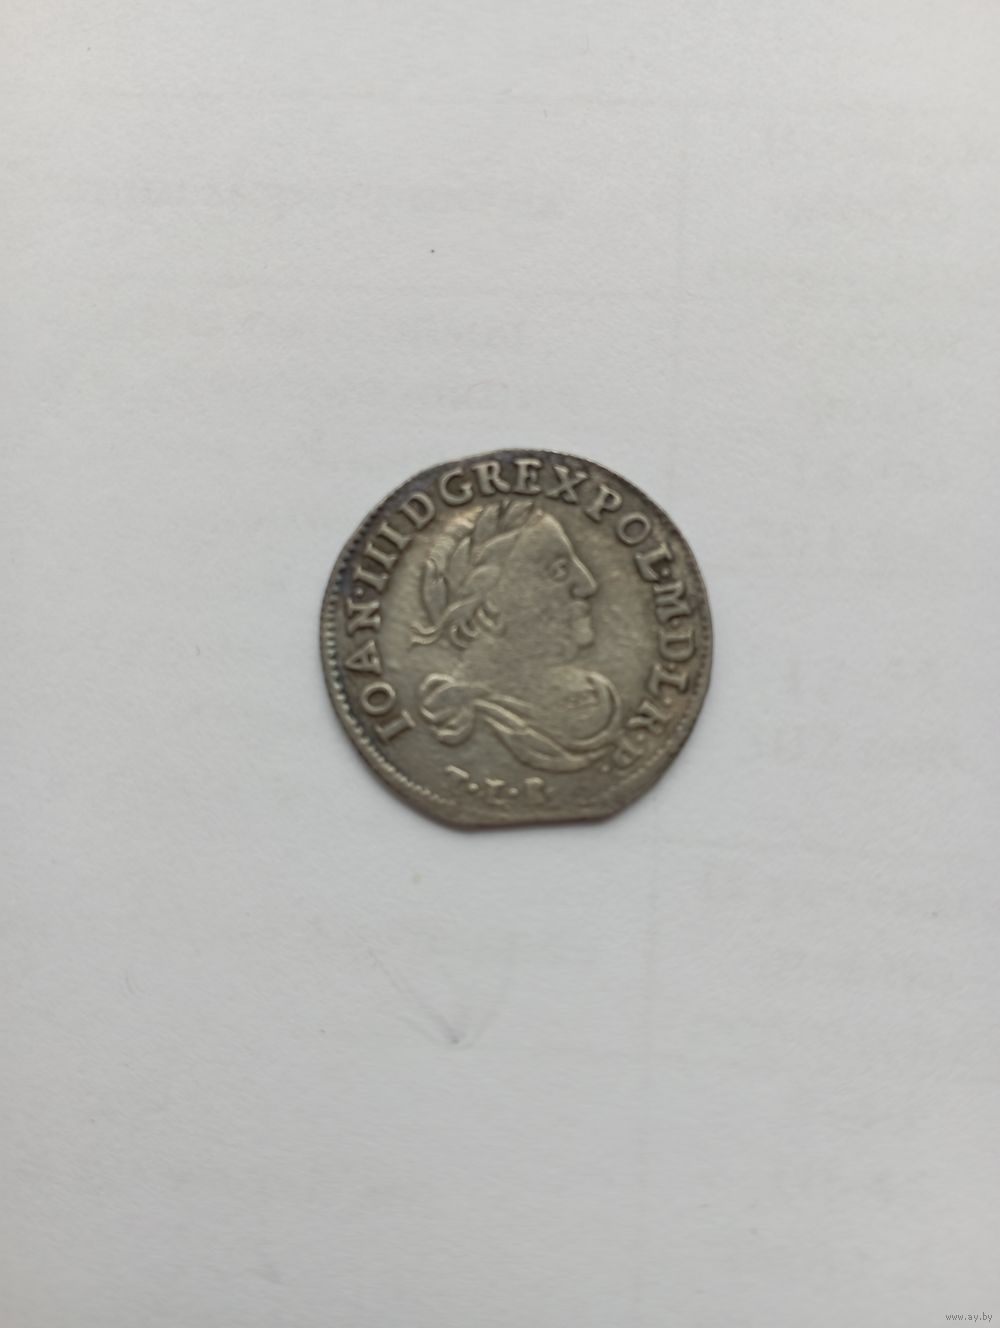 IOAN·III D G REX POL·M·D·L·R·P·
T·L·B
www.ay.by